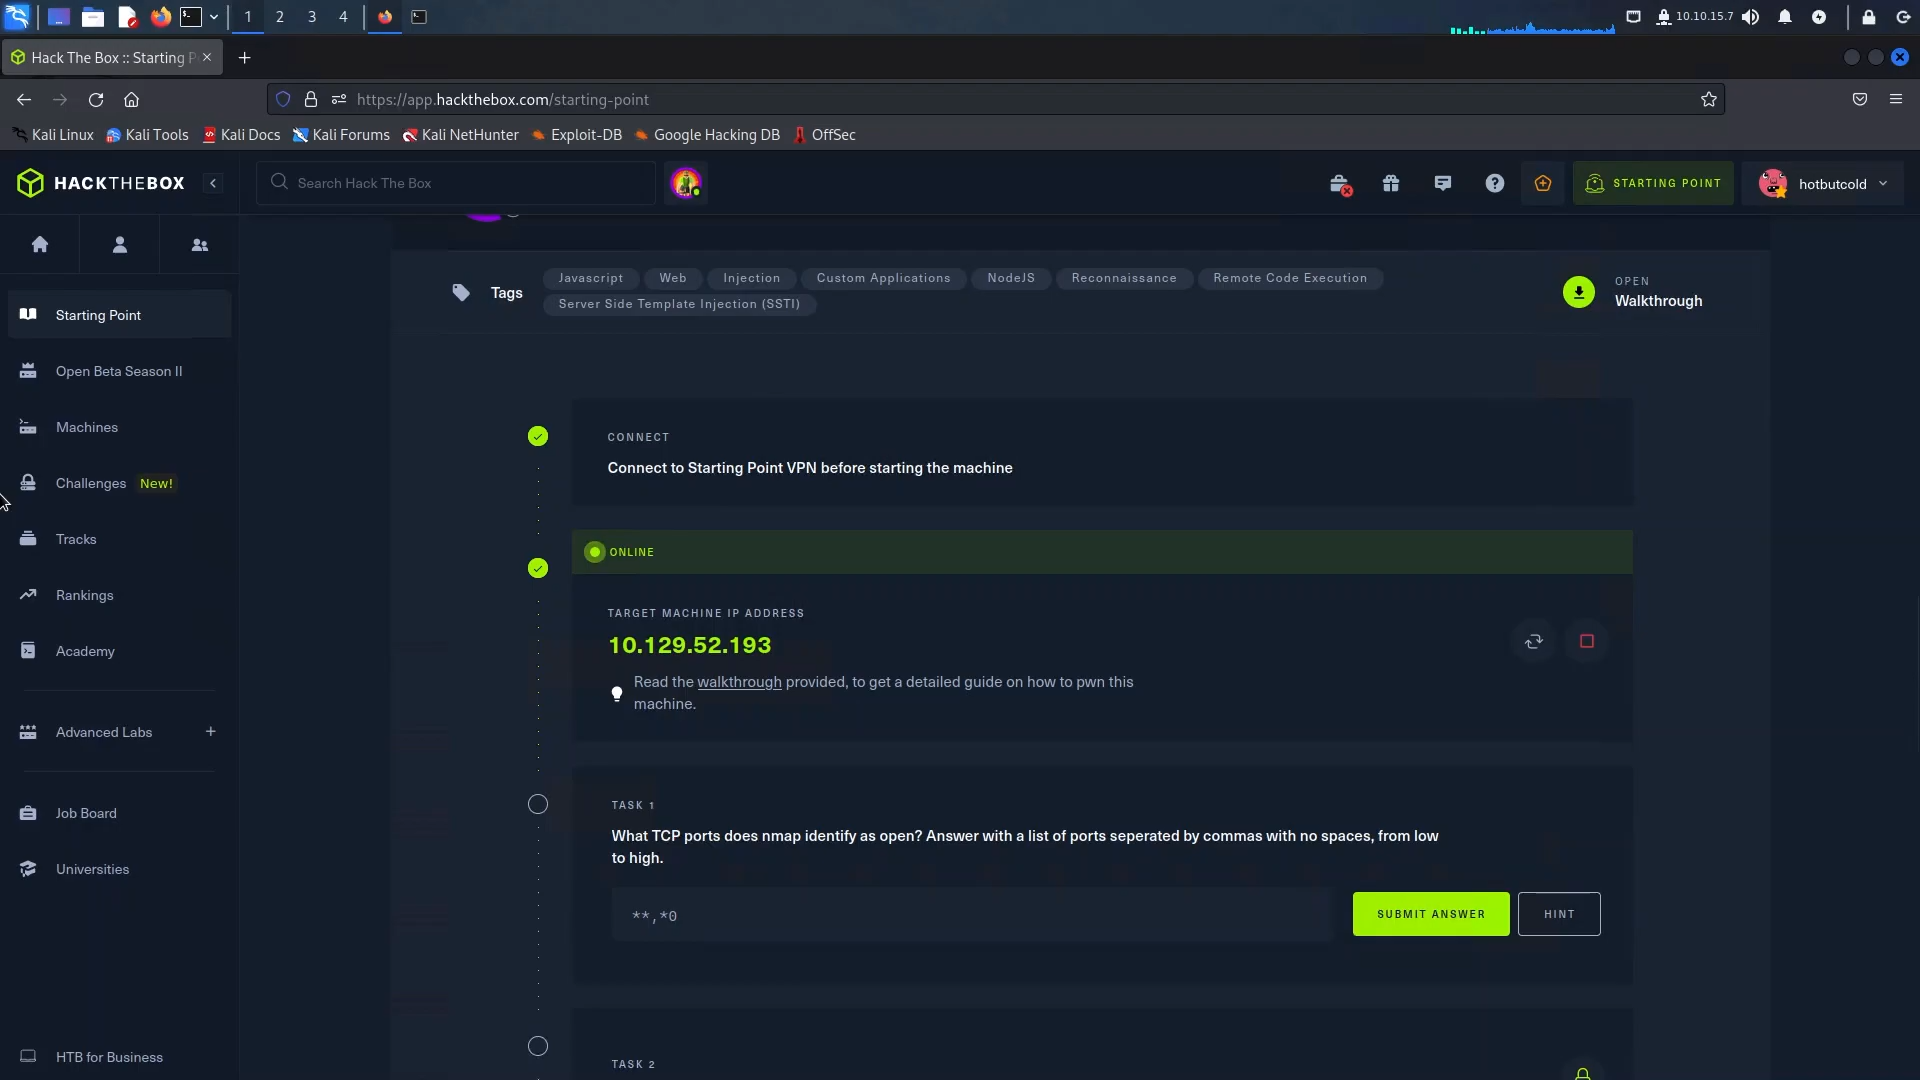 1
2
3
4
10.10.15.7
Hack The Box :: Starting P
https://app.hackthebox.com/starting-point
Kali Linux
Kali Tools
Kali Docs
Kali Forums
Kali NetHunter
Exploit-DB
Google Hacking DB
OffSec
HACKTHEBOX
Search Hack The Box
STARTING POINT
hotbutcold
Starting Point
Open Beta Season II
Machines
Challenges New!
Tracks
Rankings
Academy
Advanced Labs +
Job Board
Universities
HTB for Business
Tags
Javascript
Web
Injection
Custom Applications
NodeJS
Reconnaissance
Remote Code Execution
Server Side Template Injection (SSTI)
OPEN
Walkthrough
CONNECT
Connect to Starting Point VPN before starting the machine
ONLINE
TARGET MACHINE IP ADDRESS
10.129.52.193
Read the walkthrough provided, to get a detailed guide on how to pwn this
machine.
TASK 1
What TCP ports does nmap identify as open? Answer with a list of ports seperated by commas with no spaces, from low
to high.
**,*0
SUBMIT ANSWER
HINT
TASK 2